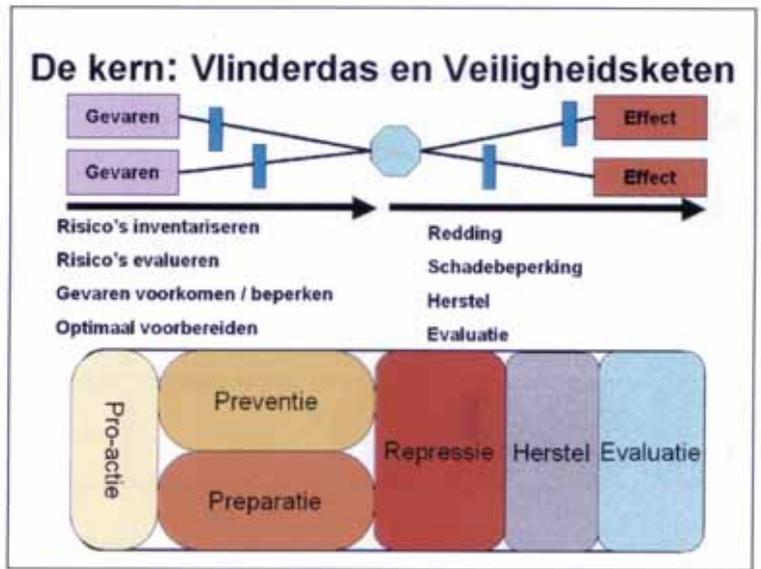 De kern: Vlinderdas en Veiligheidsketen
Gevaren
Effect
Gevaren
Effect
Risico's inventariseren
Risico's evalueren
Gevaren voorkomen / beperken
Optimaal voorbereiden
Redding
Schadebeperking
Herstel
Evaluatie
Pro-actie
Preventie
Preparatie
Repressie
Herstel
Evaluatie